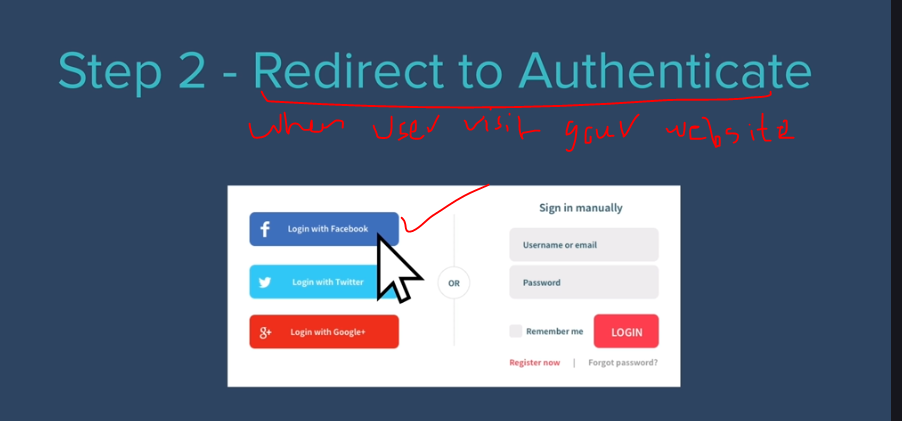 Step 2 - Redirect to Authenticate
When user visit your website
f Login with Facebook
Login with Twitter
g+ Login with Google+
OR
Sign in manually
Username or email
Password
Remember me
LOGIN
Register now | Forgot password?